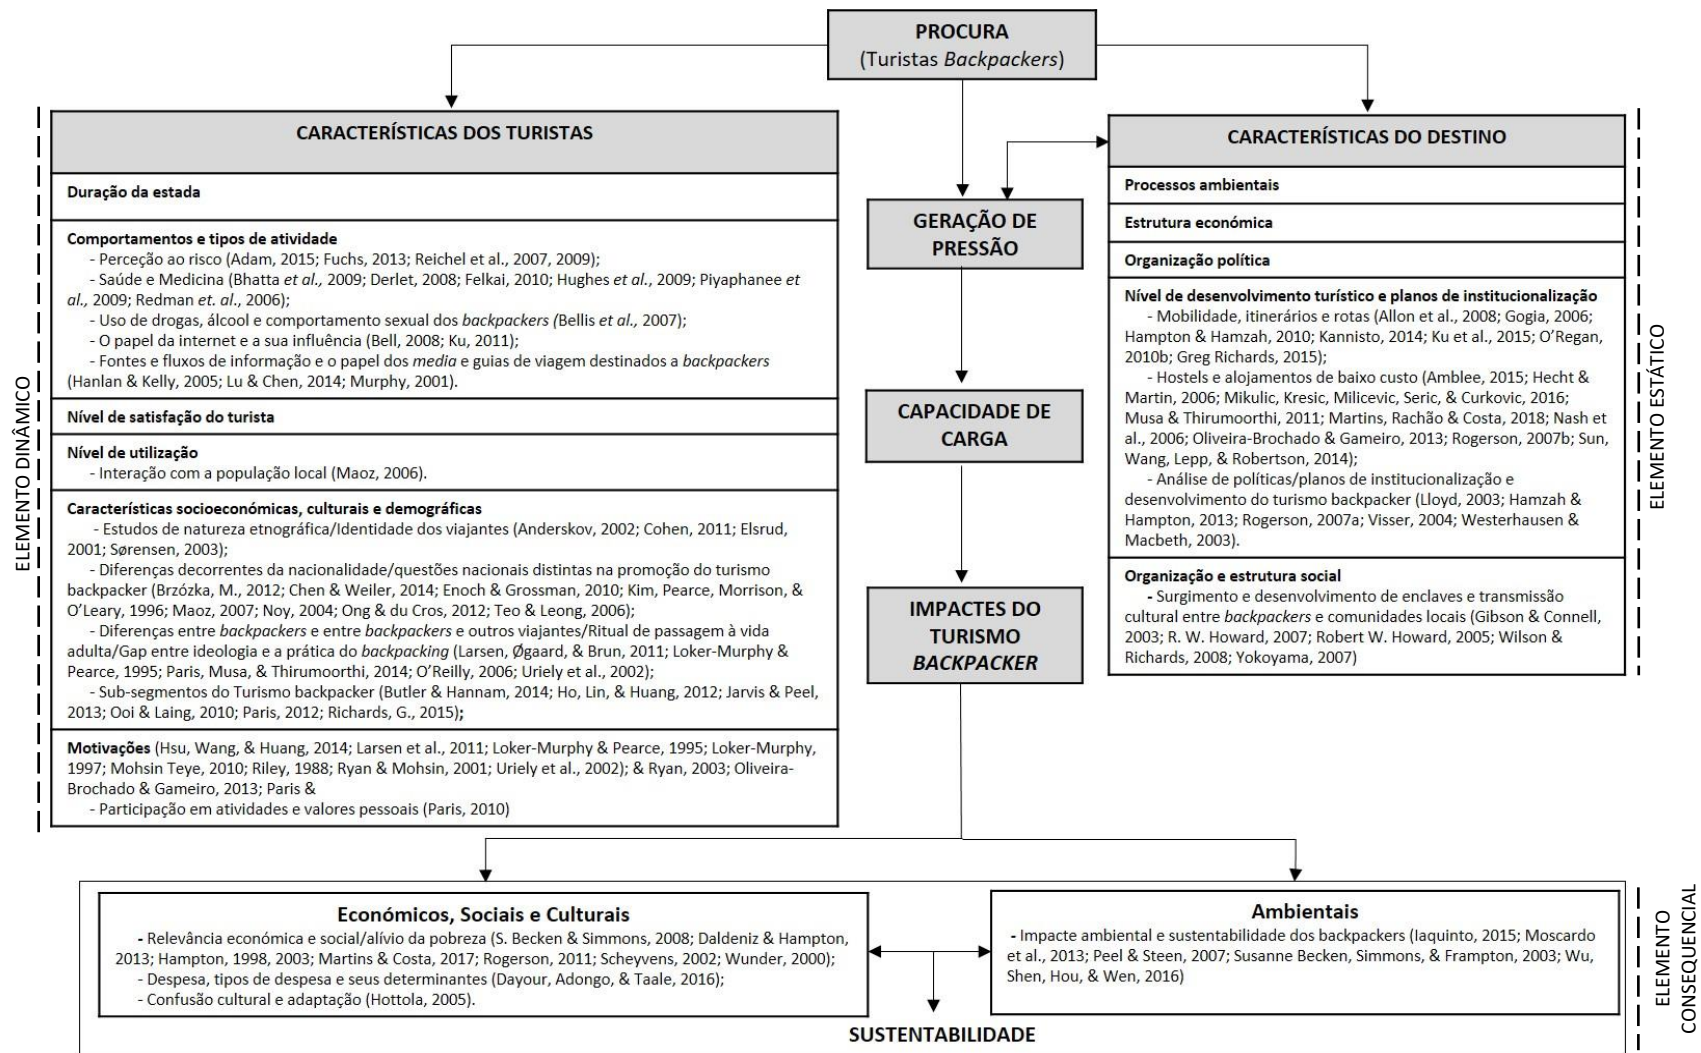 PROCURA
(Turistas Backpackers)
ELEMENTO DINÂMICO
CARACTERÍSTICAS DOS TURISTAS
Duração da estada
Comportamentos e tipos de atividade
- Perceção ao risco (Adam, 2015; Fuchs, 2013; Reichel et al., 2007, 2009);
- Saúde e Medicina (Bhatta et al., 2009; Derlet, 2008; Felkai, 2010; Hughes et al., 2009; Piyaphanee et
al., 2009; Redman et. al., 2006);
- Uso de drogas, álcool e comportamento sexual dos backpackers (Bellis et al., 2007);
- O papel da internet e a sua influência (Bell, 2008; Ku, 2011);
- Fontes e fluxos de informação e o papel dos media e guias de viagem destinados a backpackers
(Hanlan & Kelly, 2005; Lu & Chen, 2014; Murphy, 2001).
Nível de satisfação do turista
Nível de utilização
- Interação com a população local (Maoz, 2006).
Características socioeconómicas, culturais e demográficas
- Estudos de natureza etnográfica/Identidade dos viajantes (Anderskov, 2002; Cohen, 2011; Elsrud,
2001; Sørensen, 2003);
- Diferenças decorrentes da nacionalidade/questões nacionais distintas na promoção do turismo
backpacker (Brzózka, M., 2012; Chen & Weiler, 2014; Enoch & Grossman, 2010; Kim, Pearce, Morrison, &
O'Leary, 1996; Maoz, 2007; Noy, 2004; Ong & du Cros, 2012; Teo & Leong, 2006);
- Diferenças entre backpackers e entre backpackers e outros viajantes/Ritual de passagem à vida
adulta/Gap entre ideologia e a prática do backpacking (Larsen, Øgaard, & Brun, 2011; Loker-Murphy &
Pearce, 1995; Paris, Musa, & Thirumoorthi, 2014; O'Reilly, 2006; Uriely et al., 2002);
- Sub-segmentos do Turismo backpacker (Butler & Hannam, 2014; Ho, Lin, & Huang, 2012; Jarvis & Peel,
2013; Ooi & Laing, 2010; Paris, 2012; Richards, G., 2015);
Motivações (Hsu, Wang, & Huang, 2014; Larsen et al., 2011; Loker-Murphy & Pearce, 1995; Loker-Murphy,
1997; Mohsin Teye, 2010; Riley, 1988; Ryan & Mohsin, 2001; Uriely et al., 2002); & Ryan, 2003; Oliveira-
Brochado & Gameiro, 2013; Paris &
- Participação em atividades e valores pessoais (Paris, 2010)
GERAÇÃO DE
PRESSÃO
CAPACIDADE DE
CARGA
IMPACTES DO
TURISMO
BACKPACKER
CARACTERÍSTICAS DO DESTINO
Processos ambientais
Estrutura económica
Organização política
Nível de desenvolvimento turístico e planos de institucionalização
- Mobilidade, itinerários e rotas (Allon et al., 2008; Gogia, 2006;
Hampton & Hamzah, 2010; Kannisto, 2014; Ku et al., 2015; O'Regan,
2010b; Greg Richards, 2015);
- Hostels e alojamentos de baixo custo (Amblee, 2015; Hecht &
Martin, 2006; Mikulic, Kresic, Milicevic, Seric, & Curkovic, 2016;
Musa & Thirumoorthi, 2011; Martins, Rachão & Costa, 2018; Nash et
al., 2006; Oliveira-Brochado & Gameiro, 2013; Rogerson, 2007b; Sun,
Wang, Lepp, & Robertson, 2014);
- Análise de políticas/planos de institucionalização e
desenvolvimento do turismo backpacker (Lloyd, 2003; Hamzah &
Hampton, 2013; Rogerson, 2007a; Visser, 2004; Westerhausen &
Macbeth, 2003).
Organização e estrutura social
- Surgimento e desenvolvimento de enclaves e transmissão
cultural entre backpackers e comunidades locais (Gibson & Connell,
2003; R. W. Howard, 2007; Robert W. Howard, 2005; Wilson &
Richards, 2008; Yokoyama, 2007)
ELEMENTO ESTÁTICO
Económicos, Sociais e Culturais
- Relevância económica e social/alívio da pobreza (S. Becken & Simmons, 2008; Daldeniz & Hampton,
2013; Hampton, 1998, 2003; Martins & Costa, 2017; Rogerson, 2011; Scheyvens, 2002; Wunder, 2000);
- Despesa, tipos de despesa e seus determinantes (Dayour, Adongo, & Taale, 2016);
- Confusão cultural e adaptação (Hottola, 2005).
Ambientais
- Impacte ambiental e sustentabilidade dos backpackers (Iaquinto, 2015; Moscardo
et al., 2013; Peel & Steen, 2007; Susanne Becken, Simmons, & Frampton, 2003; Wu,
Shen, Hou, & Wen, 2016)
SUSTENTABILIDADE
ELEMENTO
CONSEQUENCIAL